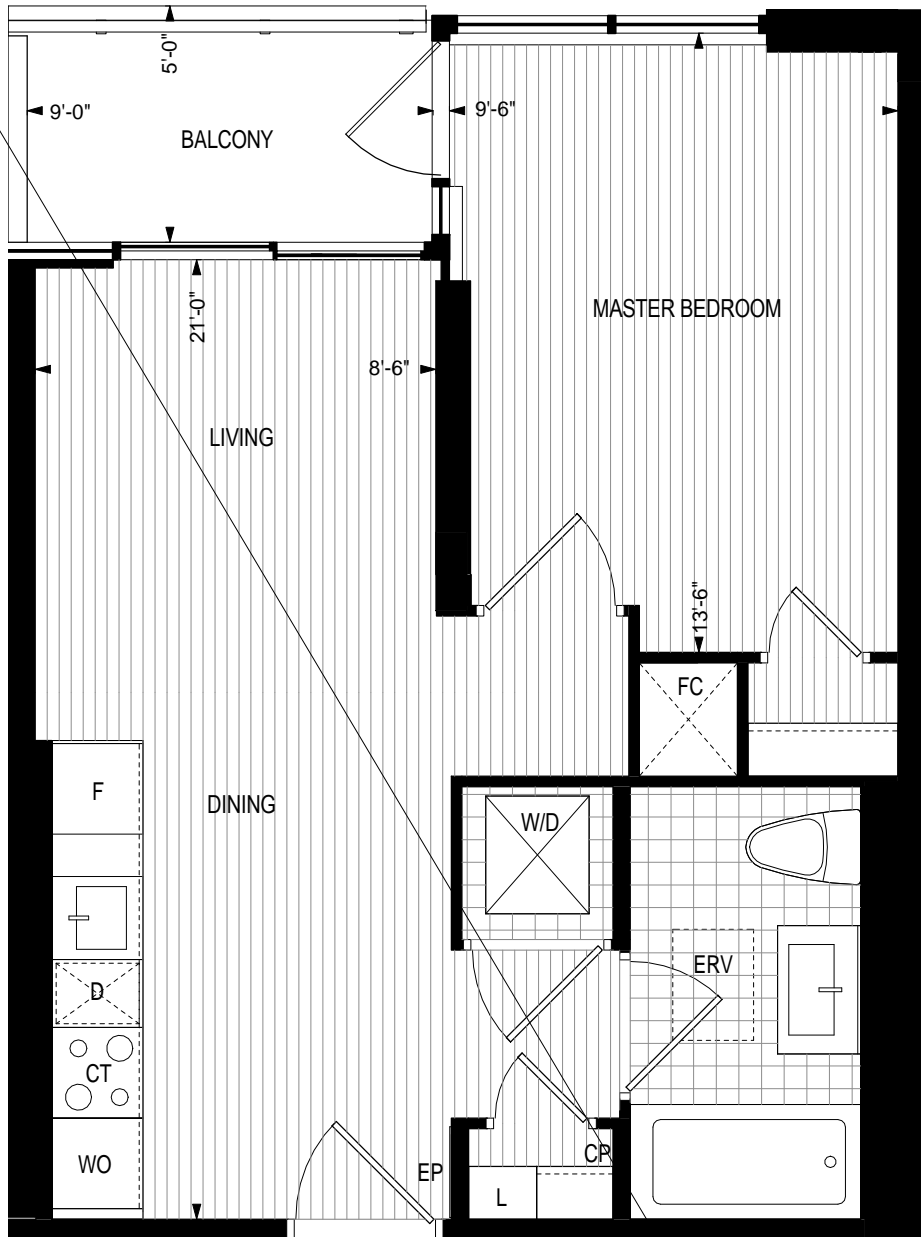 5'-0"
9'-0"
9'-6"
BALCONY
21'-0"
MASTER BEDROOM
8'-6"
LIVING
13'-6"
FC
F
DINING
W/D
ERV
D
CT
WO
EP
CP
L